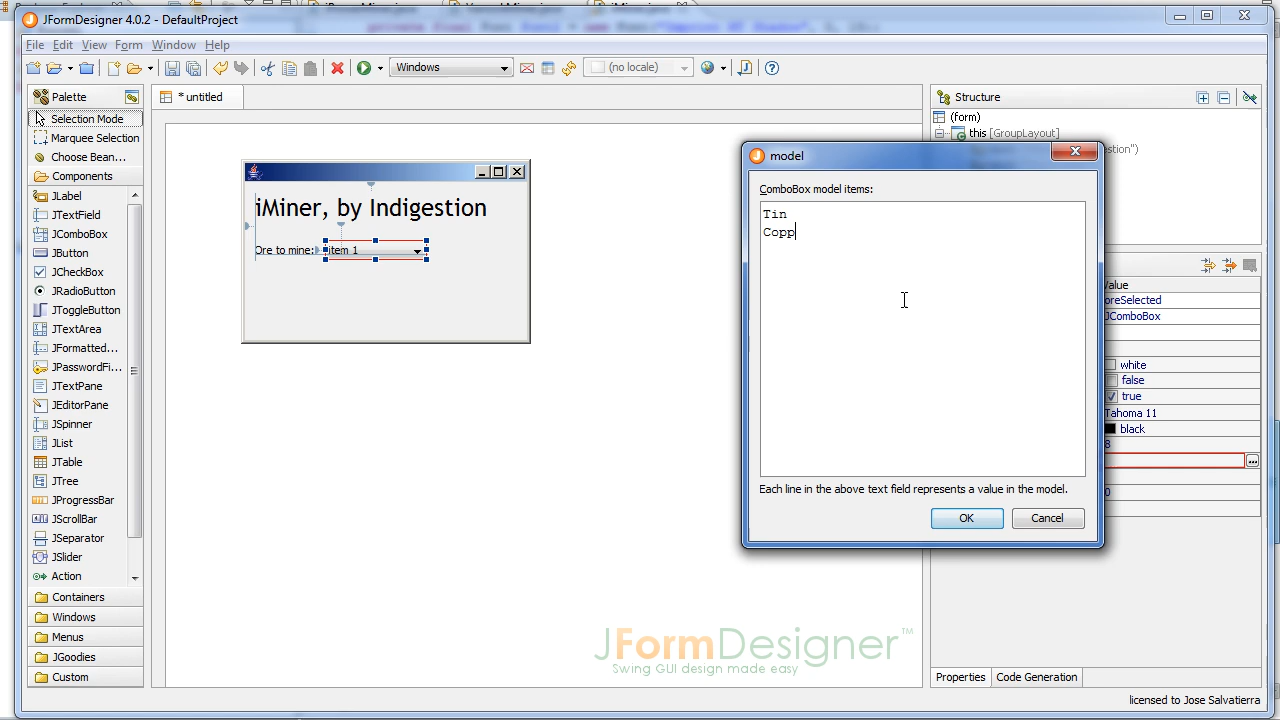 JFormDesigner 4.0.2 - DefaultProject
File Edit View Form Window Help
Windows
(no locale)
Palette
Selection Mode
Marquee Selection
Choose Bean...
Components
JLabel
JTextField
JComboBox
JButton
JCheckBox
JRadioButton
JToggleButton
JTextArea
JFormatted...
JPasswordFi...
JTextPane
JEditorPane
JSpinner
JList
JTable
JTree
JProgressBar
JScrollBar
JSeparator
JSlider
Action
Containers
Windows
Menus
JGoodies
Custom
* untitled
iMiner, by Indigestion
Ore to mine:
Item 1
JFormDesigner™
Swing GUI design made easy
Structure
(form)
this [GroupLayout]
model
ComboBox model items:
Tin
Copp
Each line in the above text field represents a value in the model.
OK Cancel
oreSelected
JComboBox
white
false
true
Tahoma 11
black
8
0
Properties Code Generation
licensed to Jose Salvatierra